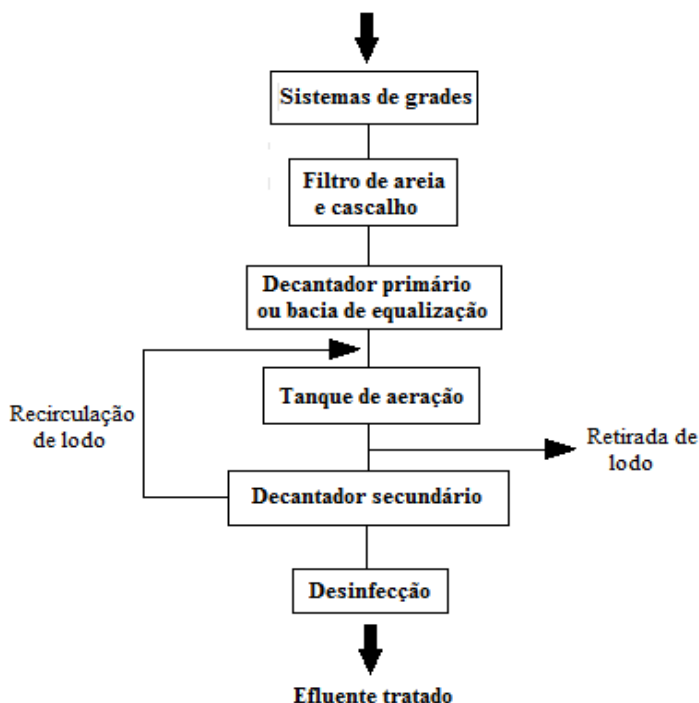 Sistemas de grades
Filtro de areia
e cascalho
Decantador primário
ou bacia de equalização
Tanque de aeração
Recirculação
de lodo
Retirada de
lodo
Decantador secundário
Desinfecção
Efluente tratado